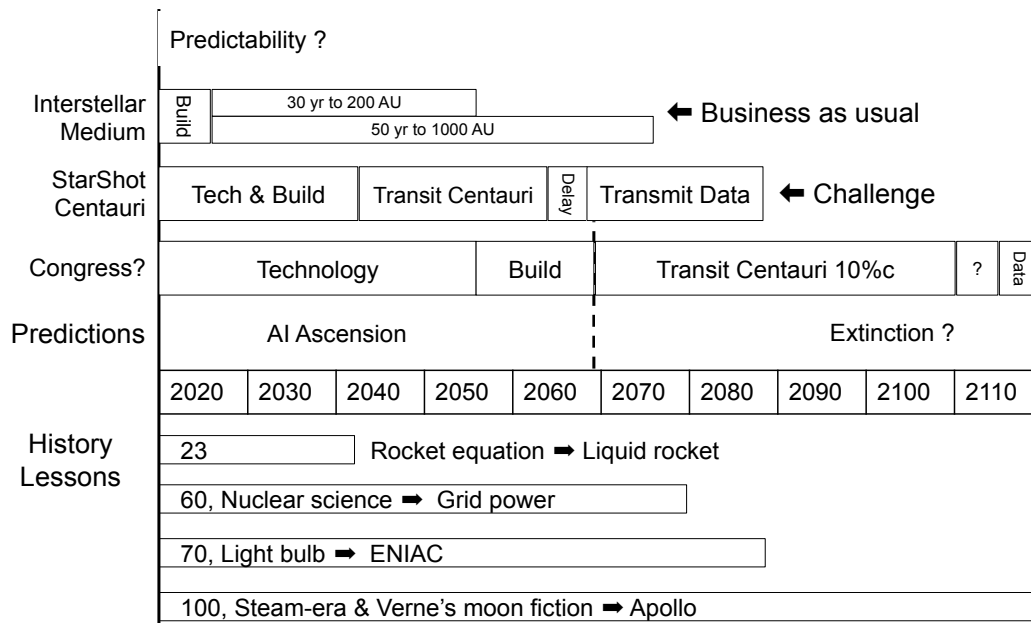 Predictability ?
Interstellar
Medium
Build
30 yr to 200 AU
50 yr to 1000 AU
🠬 Business as usual
StarShot
Centauri
Tech & Build
Transit Centauri
Delay
Transmit Data
🠬 Challenge
Congress?
Technology
Build
Transit Centauri 10%c
?
Data
Predictions
AI Ascension
Extinction ?
2020 2030 2040 2050 2060 2070 2080 2090 2100 2110
History
Lessons
23
Rocket equation ➡ Liquid rocket
60, Nuclear science ➡ Grid power
70, Light bulb ➡ ENIAC
100, Steam-era & Verne's moon fiction ➡ Apollo